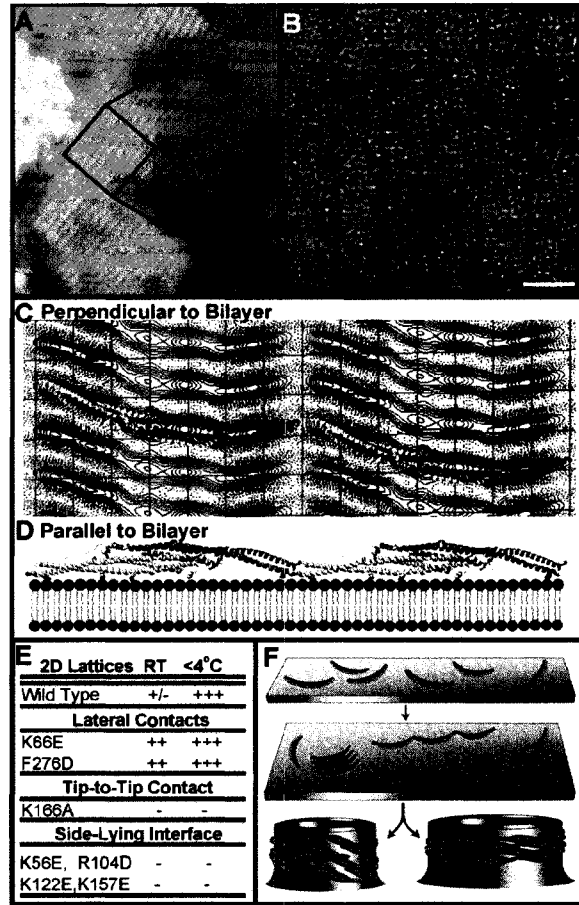 A B
C Perpendicular to Bilayer
D Parallel to Bilayer
E F
2D Lattices RT <4°C
Wild Type +/- +++
Lateral Contacts
K66E ++ +++
F276D ++ +++
Tip-to-Tip Contact
K166A - -
Side-Lying Interface
K56E, R104D - -
K122E,K157E - -